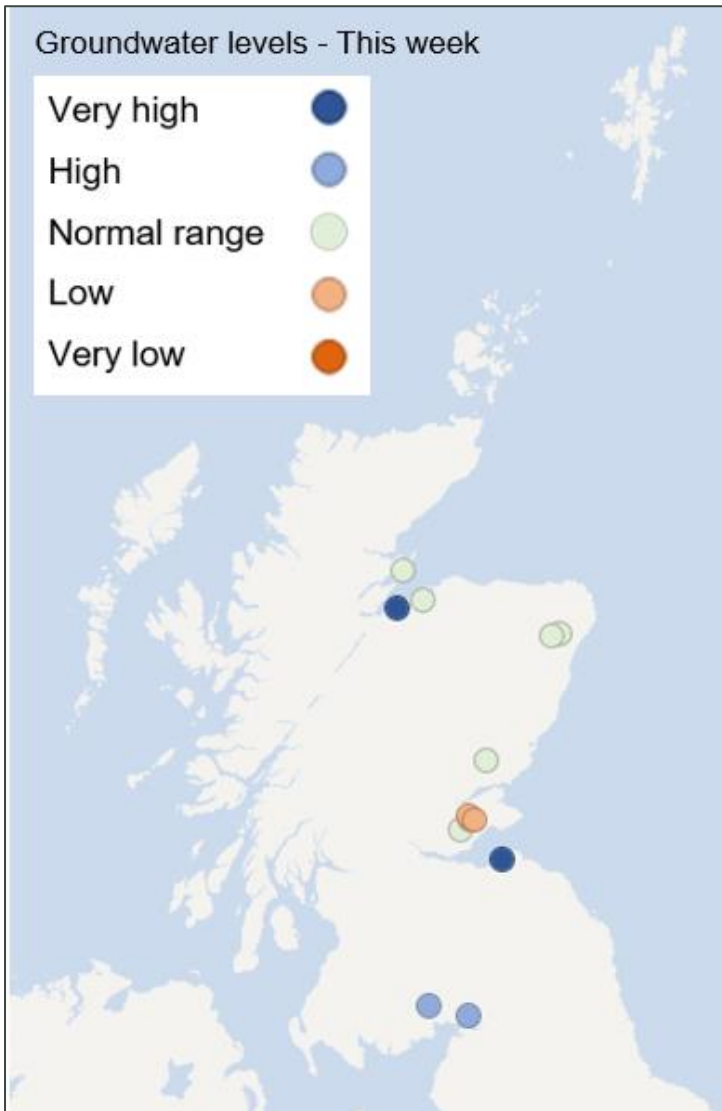 Groundwater levels - This week
Very high
High
Normal range
Low
Very low